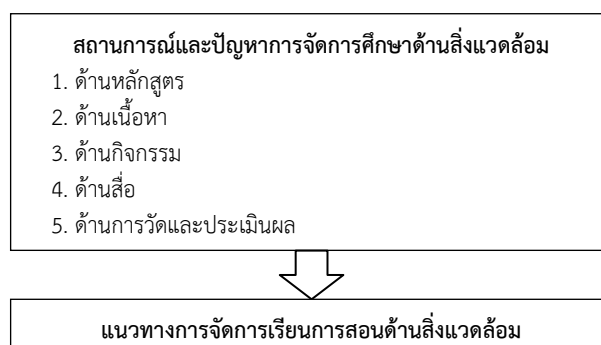 สถานการณ์และปัญหาการจัดการศึกษาด้านสิ่งแวดล้อม
1. ด้านหลักสูตร
2. ด้านเนื้อหา
3. ด้านกิจกรรม
4. ด้านสื่อ
5. ด้านการวัดและประเมินผล
แนวทางการจัดการเรียนการสอนด้านสิ่งแวดล้อม